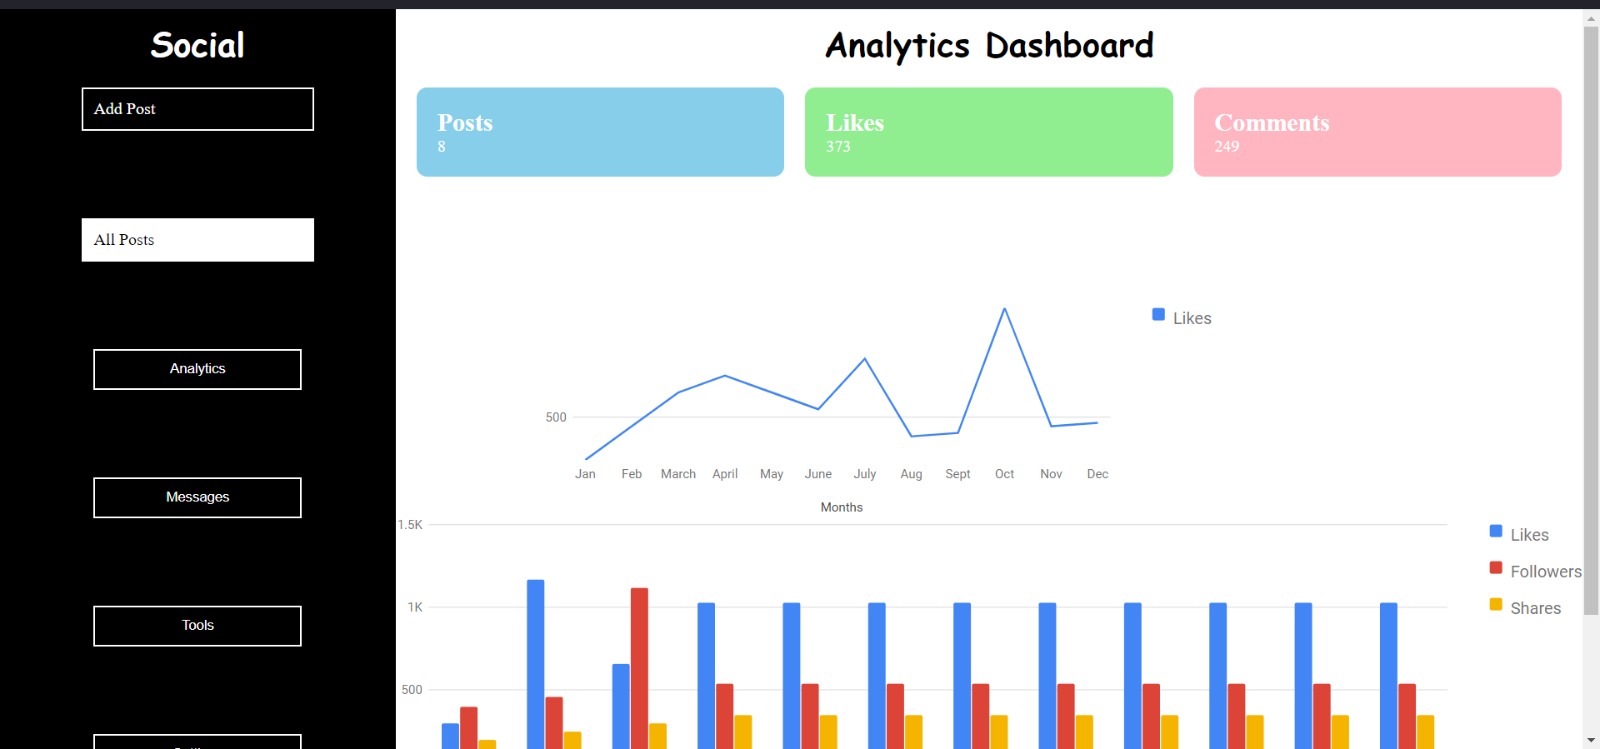 Social
Add Post
All Posts
Analytics
Messages
Tools
Analytics Dashboard
Posts
8
Likes
373
Comments
249
Likes
500
Jan Feb March April May June July Aug Sept Oct Nov Dec
Months
1.5K
1K
500
Likes
Followers
Shares